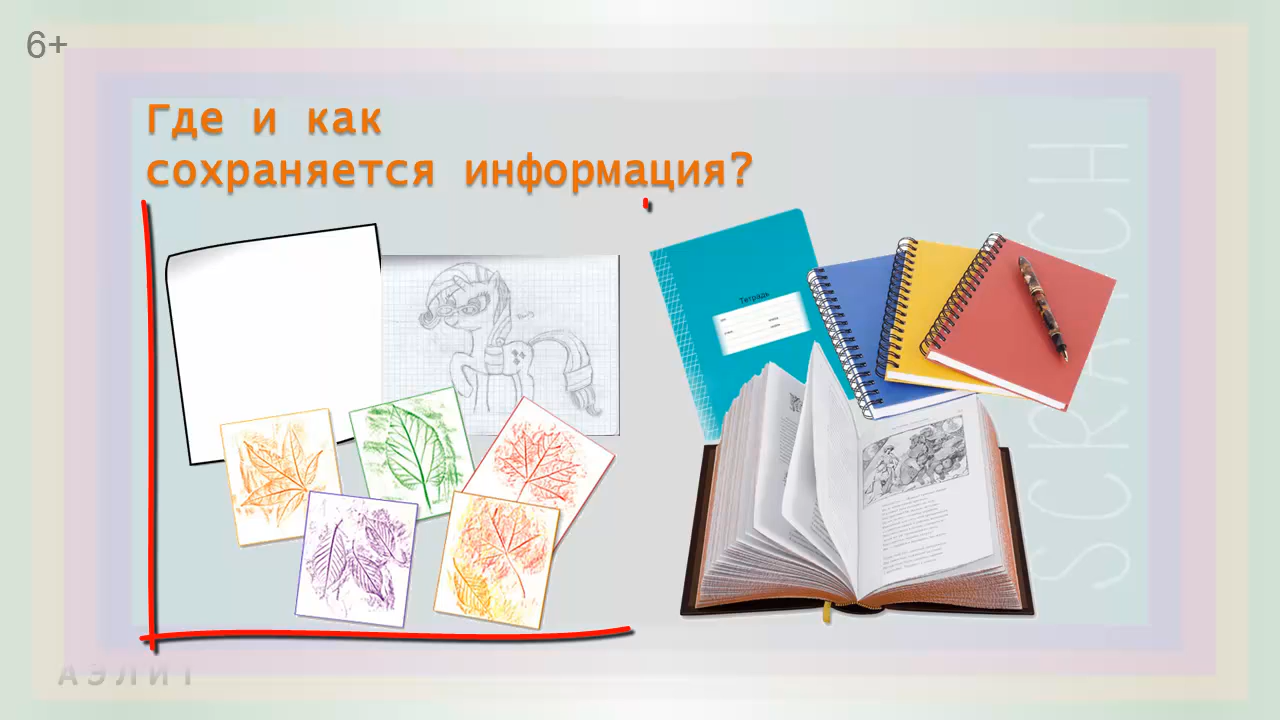 6+
Где и как
сохраняется информация?
Тетрадь
SCRATCH
АЭЛИТ